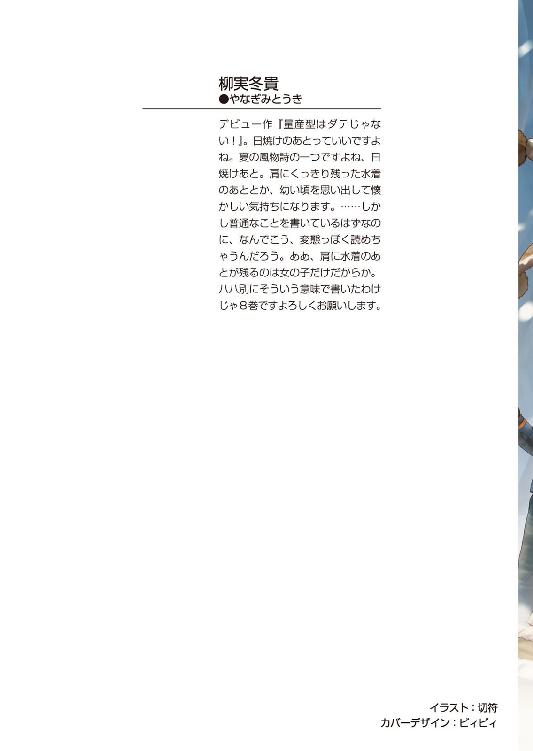 柳実冬貴
●やなぎみとうき
デビュー作『量産型はダテじゃな
い！』。日焼けのあとっていいですよ
ね。夏の風物詩の一つですよね、日
焼けあと。肩にくっきり残った水着
のあととか、幼い頃を思い出して懐
かしい気持ちになります。……しか
し普通なことを書いているはずなの
に、なんでこう、変態っぽく読めち
ゃうんだろう。ああ、肩に水着のあ
とが残るのは女の子だけだからか。
ハハ別にそういう意味で書いたわけ
じゃ８巻ですよろしくお願いします。
イラスト：切符
カバーデザイン：ビィピィ